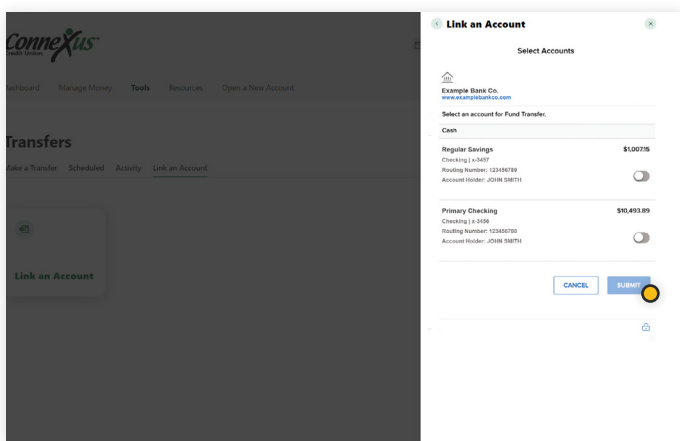 Connexus
Credit Union
Dashboard Manage Money Tools Resources Open a New Account
Transfers
Make a Transfer Scheduled Activity Link an Account
Link an Account
Link an Account
Select Accounts
Example Bank Co.
www.examplebankco.com
Select an account for Fund Transfer.
Cash
Regular Savings $1,007.15
Checking | x-3457
Routing Number: 123456789
Account Holder: JOHN SMITH
Primary Checking $10,493.89
Checking | x-3456
Routing Number: 123456780
Account Holder: JOHN SMITH
CANCEL SUBMIT